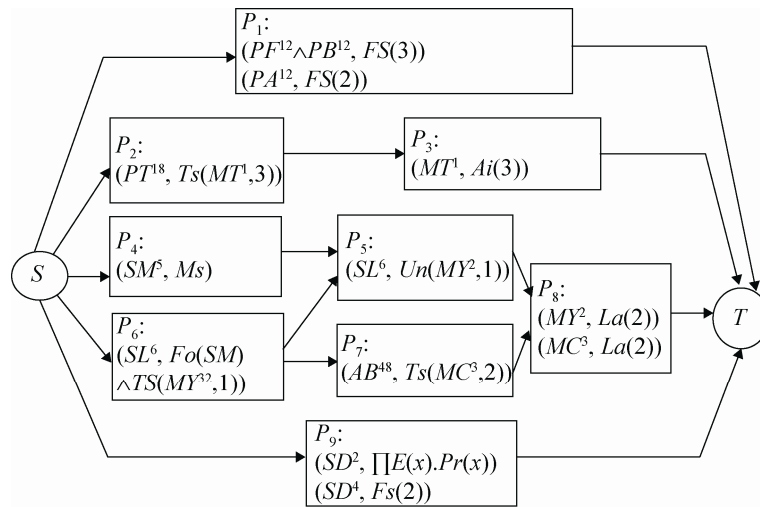 P₁:
(PF¹²∧PB¹², FS(3))
(PA¹², FS(2))
P₂:
(PT¹⁸, Ts(MT¹,3))
P₃:
(MT¹, Ai(3))
P₄:
(SM⁵, Ms)
P₅:
(SL⁶, Un(MY²,1))
S
P₆:
(SL⁶, Fo(SM)
∧TS(MY³²,1))
P₇:
(AB⁴⁸, Ts(MC³,2))
P₈:
(MY², La(2))
(MC³, La(2))
T
P₉:
(SD², ∏E(x).Pr(x))
(SD⁴, Fs(2))